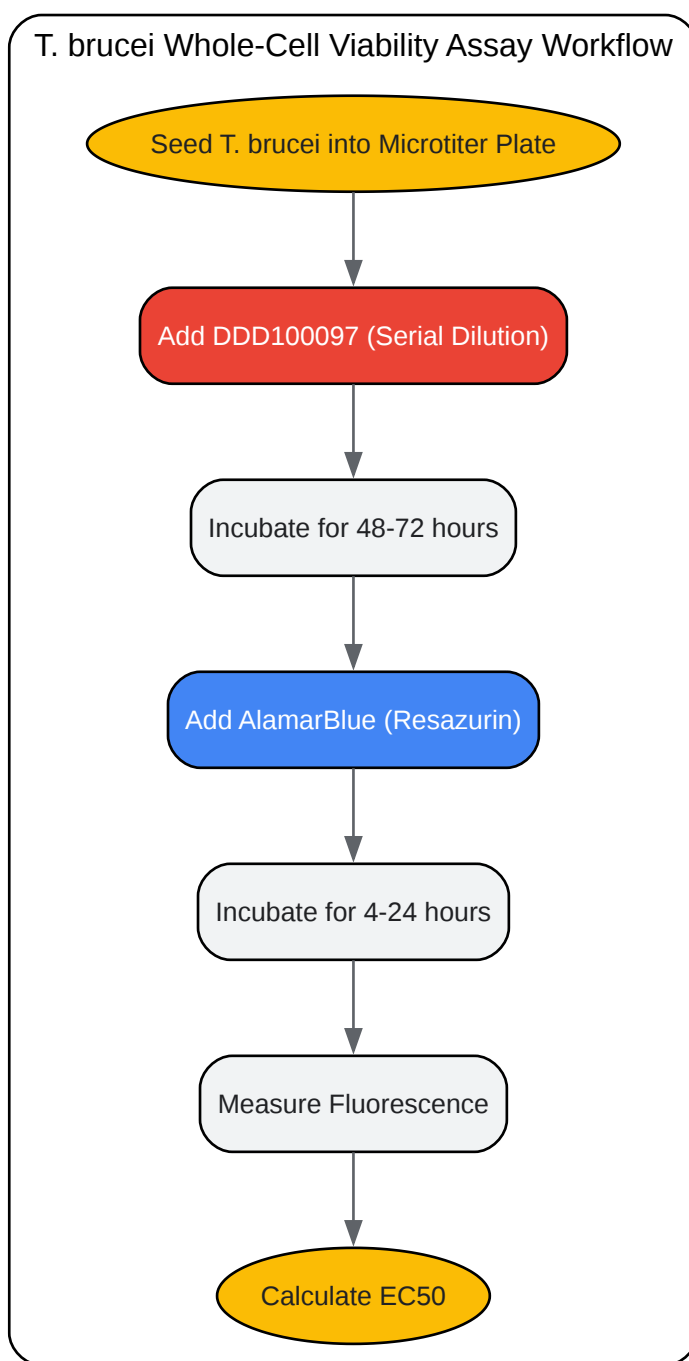 T. brucei Whole-Cell Viability Assay Workflow
Seed T. brucei into Microtiter Plate
Add DDD100097 (Serial Dilution)
Incubate for 48-72 hours
Add AlamarBlue (Resazurin)
Incubate for 4-24 hours
Measure Fluorescence
Calculate EC50